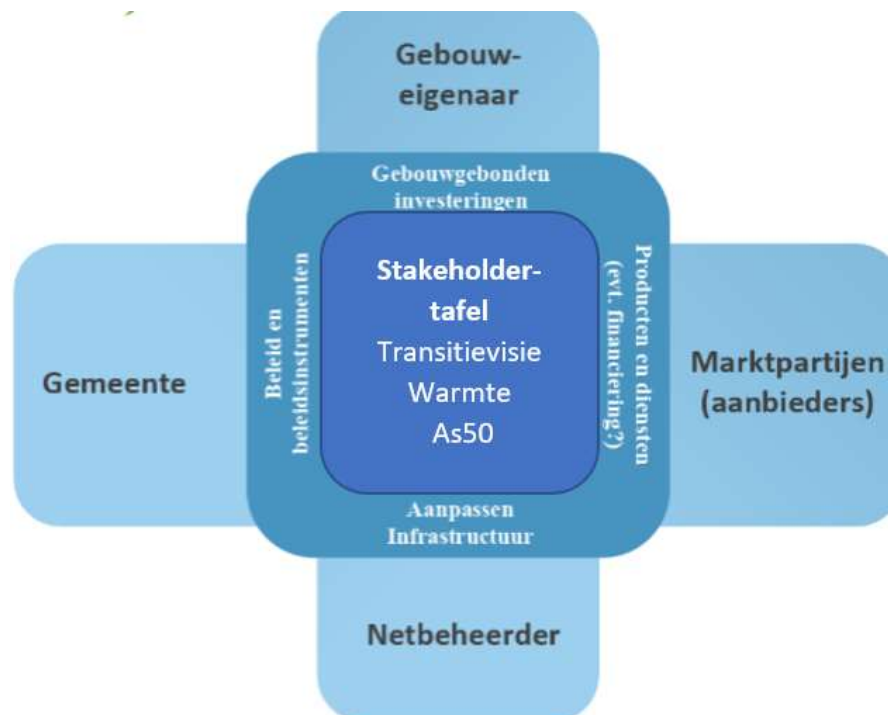 Gebouw-
eigenaar
Gebouwgebonden
investeringen
Gemeente
Beleid en
beleidsinstrumenten
Stakeholder-
tafel
Transitievisie
Warmte
As50
Producten en diensten
(evt. financiering?)
Marktpartijen
(aanbieders)
Aanpassen
Infrastructuur
Netbeheerder